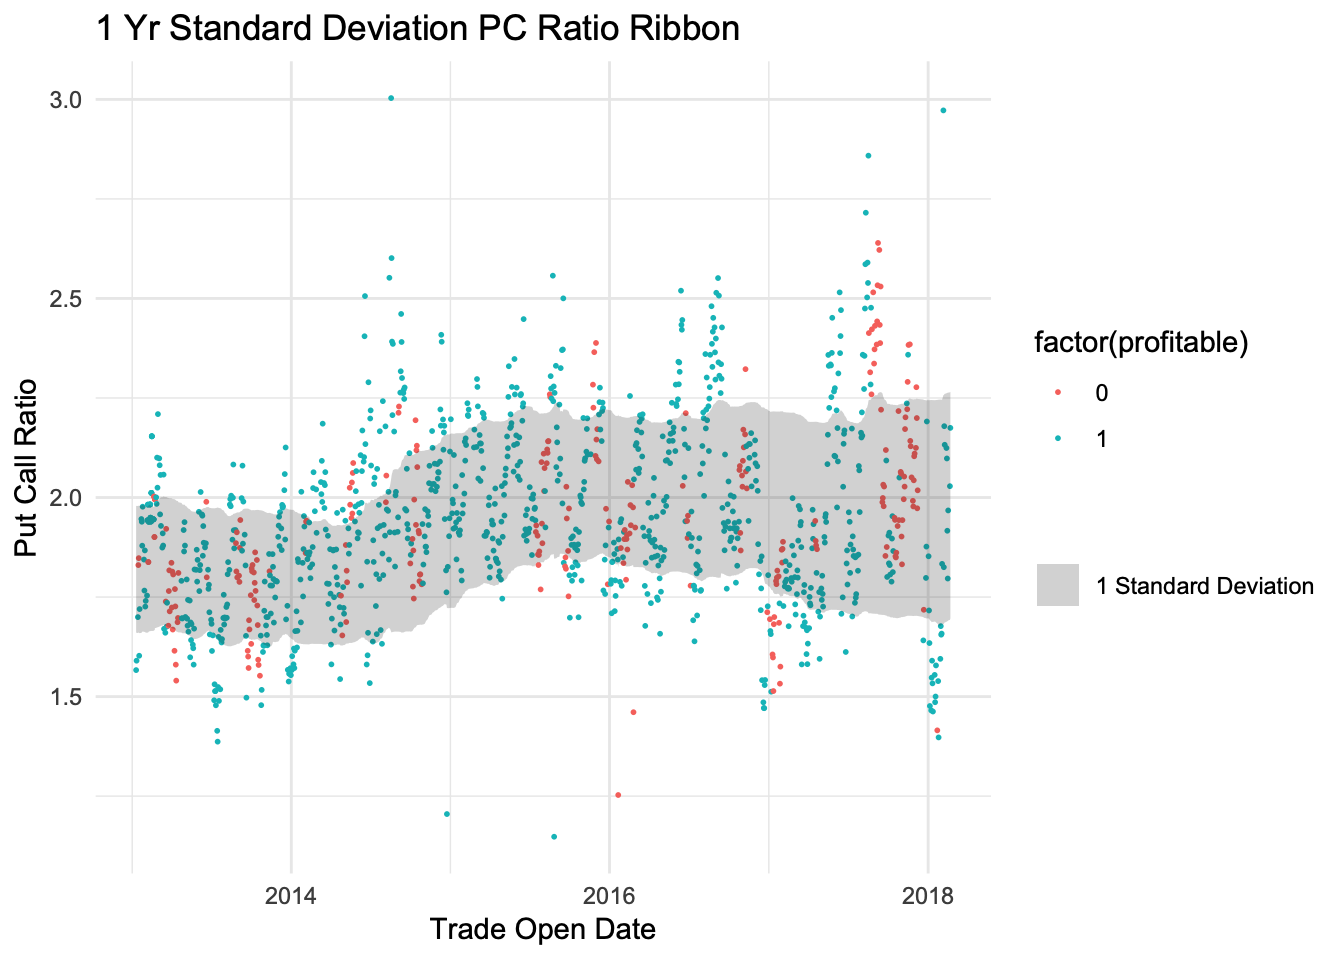 1 Yr Standard Deviation PC Ratio Ribbon
3.0
2.5
2.0
1.5
Put Call Ratio
2014
2016
2018
Trade Open Date
factor(profitable)
0
1
1 Standard Deviation